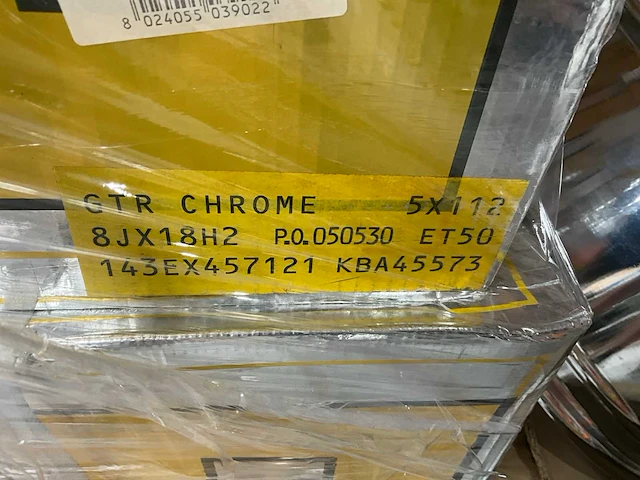 8 024055 039022
GTR CHROME 5X112
8JX18H2 P.O.050530 ET50
143EX457121 KBA45573